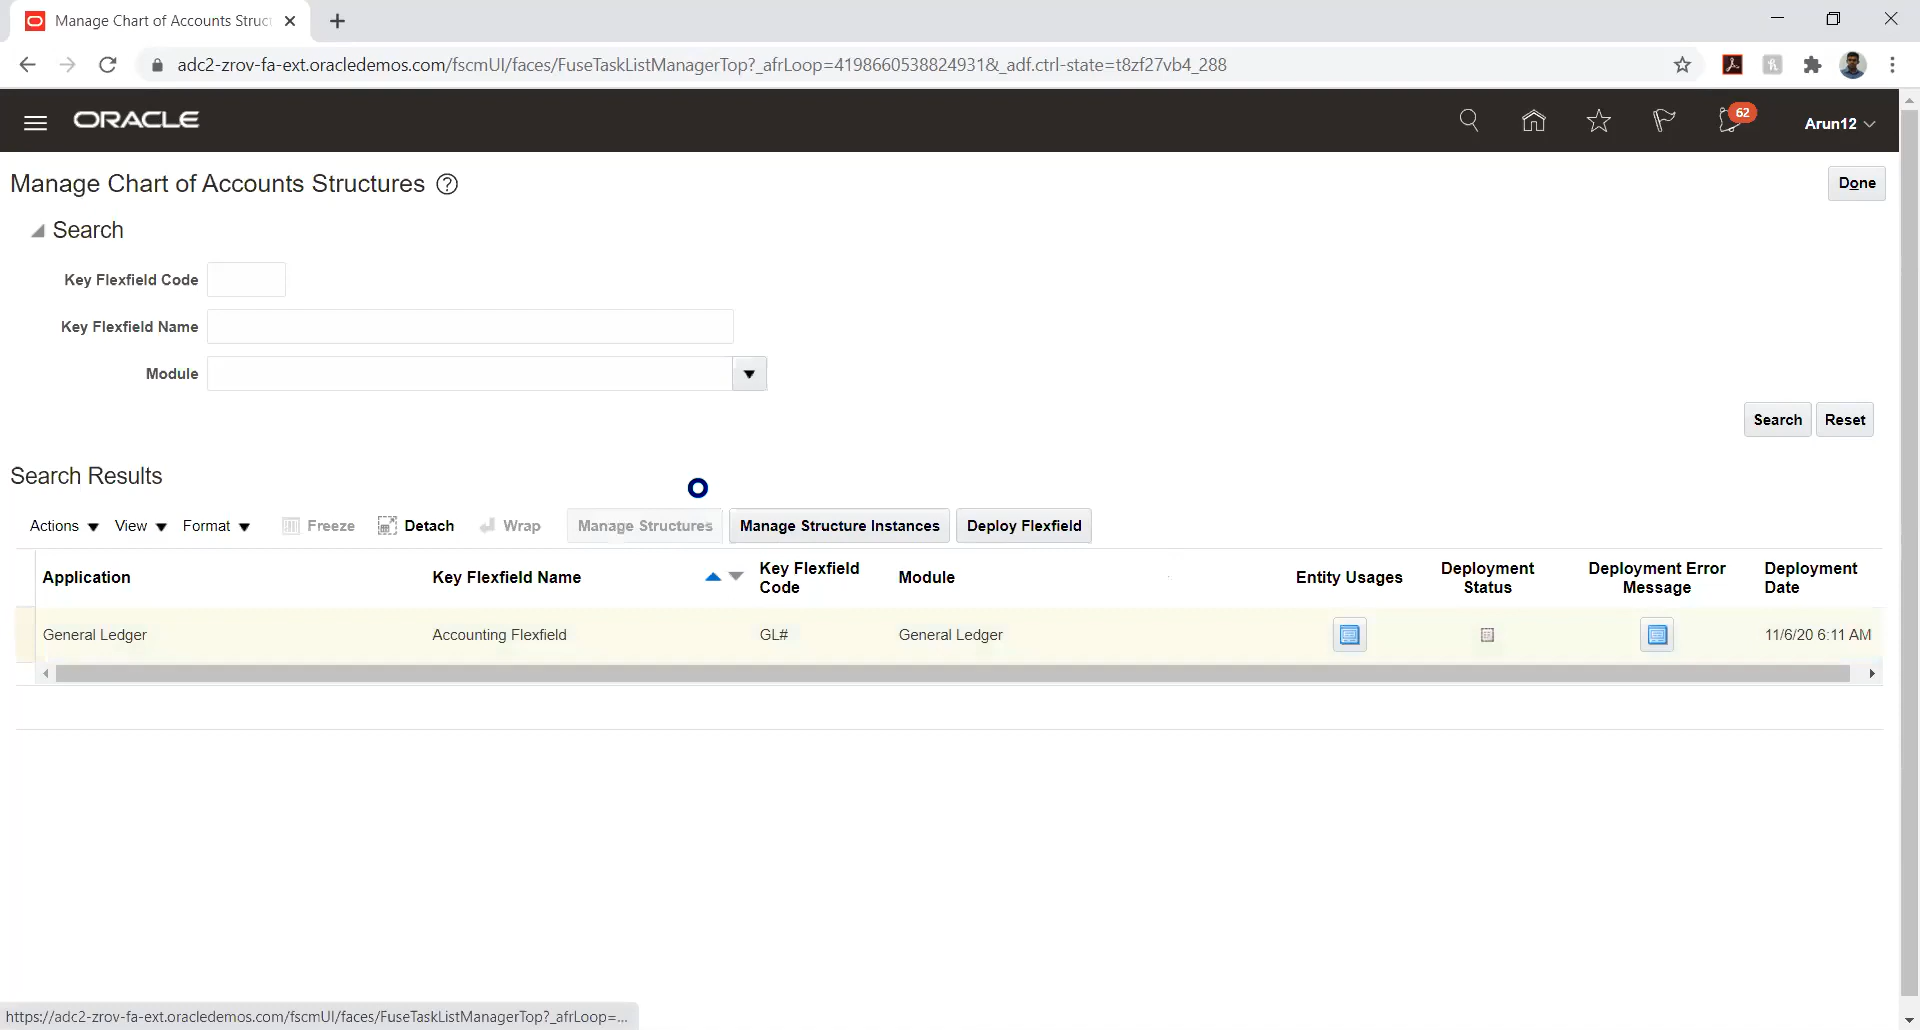 Manage Chart of Accounts Struct
adc2-zrov-fa-ext.oracledemos.com/fscmUI/faces/FuseTaskListManagerTop?_afrLoop=4198660538824931&_adf.ctrl-state=t8zf27vb4_288
ORACLE
62
Arun12
Manage Chart of Accounts Structures
Done
Search
Key Flexfield Code
Key Flexfield Name
Module
Search Reset
Search Results
Actions View Format Freeze Detach Wrap Manage Structures Manage Structure Instances Deploy Flexfield
Application Key Flexfield Name Key Flexfield Code Module Entity Usages Deployment Status Deployment Error Message Deployment Date
General Ledger Accounting Flexfield GL# General Ledger 11/6/20 6:11 AM
https://adc2-zrov-fa-ext.oracledemos.com/fscmUI/faces/FuseTaskListManagerTop?_afrLoop=...